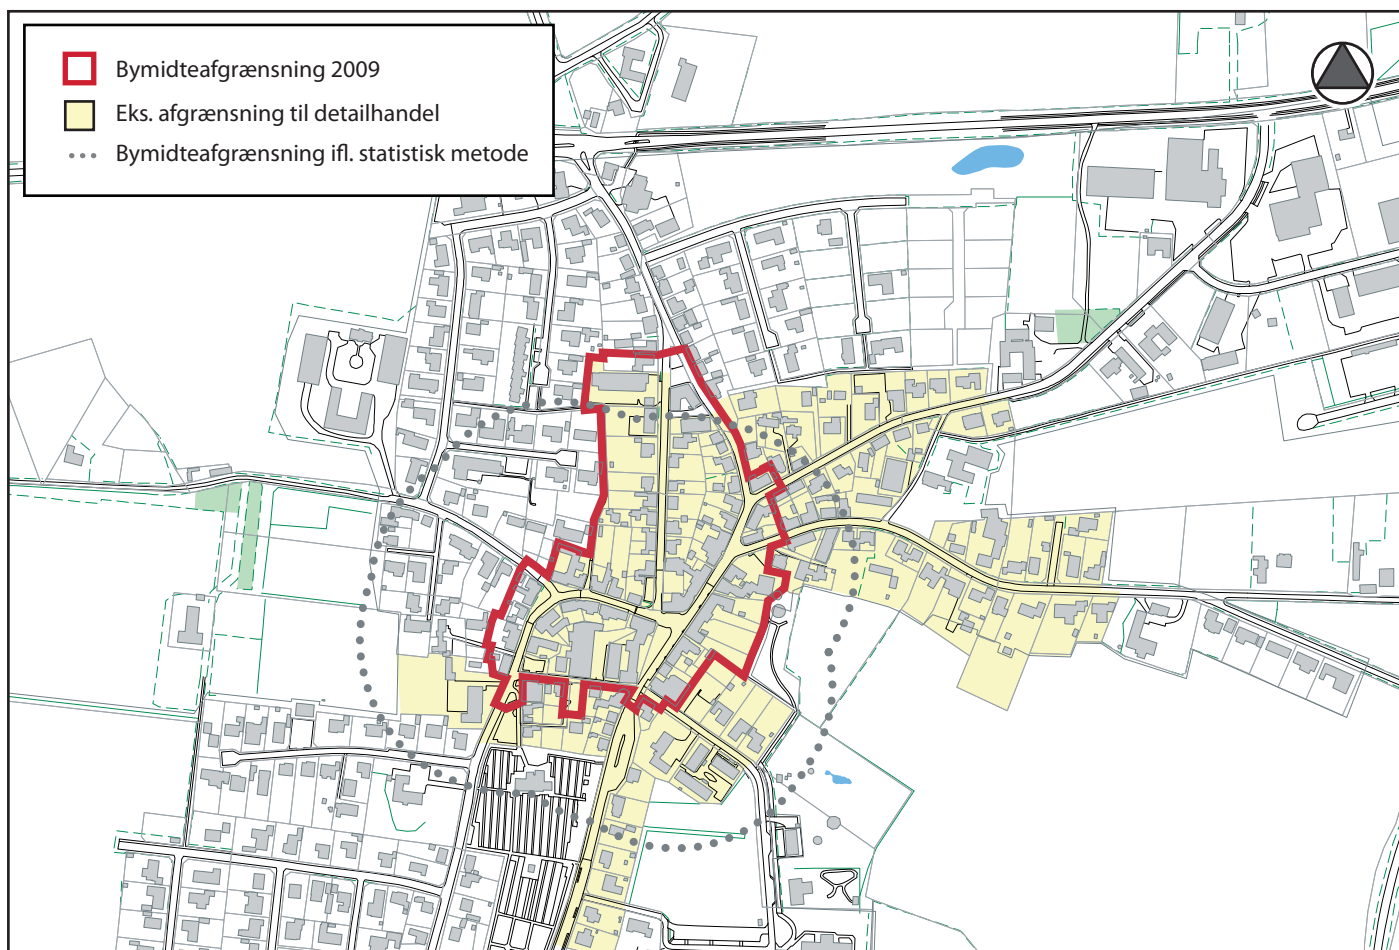 Bymidteafgrænsning 2009
Eks. afgrænsning til detailhandel
Bymidteafgrænsning ifl. statistisk metode